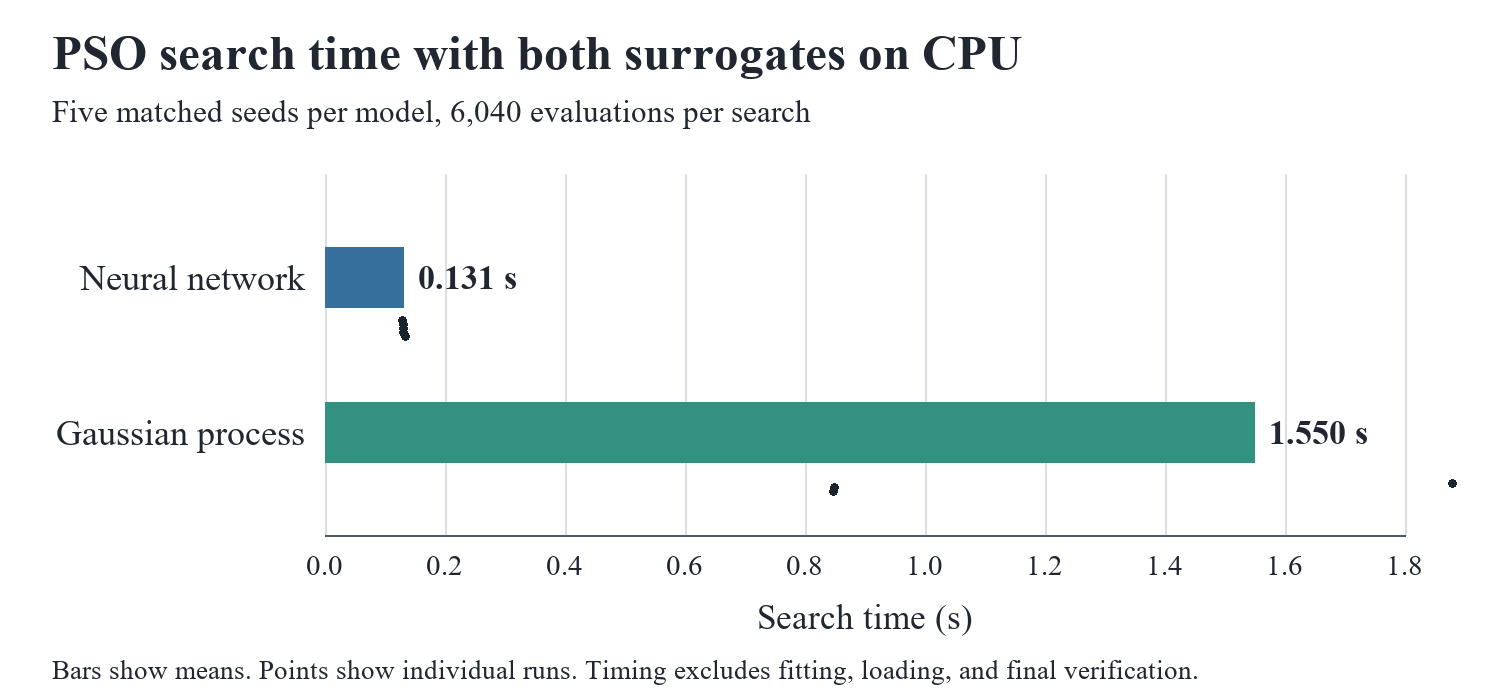 PSO search time with both surrogates on CPU
Five matched seeds per model, 6,040 evaluations per search
Neural network 0.131 s
Gaussian process 1.550 s
0.0 0.2 0.4 0.6 0.8 1.0 1.2 1.4 1.6 1.8
Search time (s)
Bars show means. Points show individual runs. Timing excludes fitting, loading, and final verification.